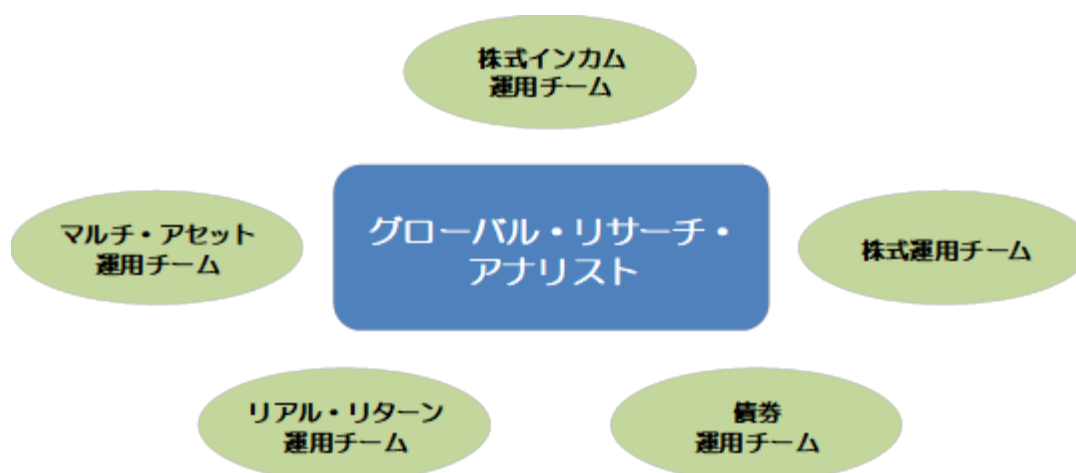 株式インカム
運用チーム
マルチ・アセット
運用チーム
グローバル・リサーチ・
アナリスト
株式運用チーム
リアル・リターン
運用チーム
債券
運用チーム